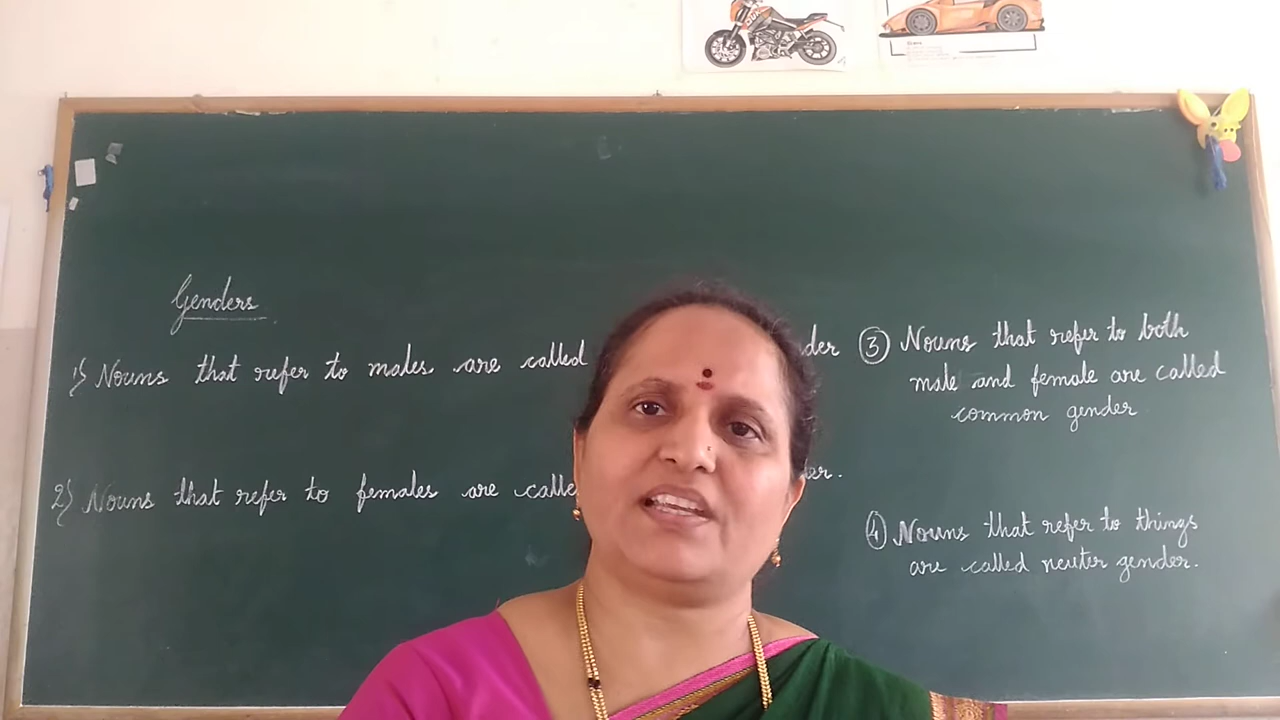 Genders
1) Nouns that refer to males are called der
2) Nouns that refer to females are calle der.
3 Nouns that refer to both
male and female are called
common gender
4 Nouns that refer to things
are called neuter gender.